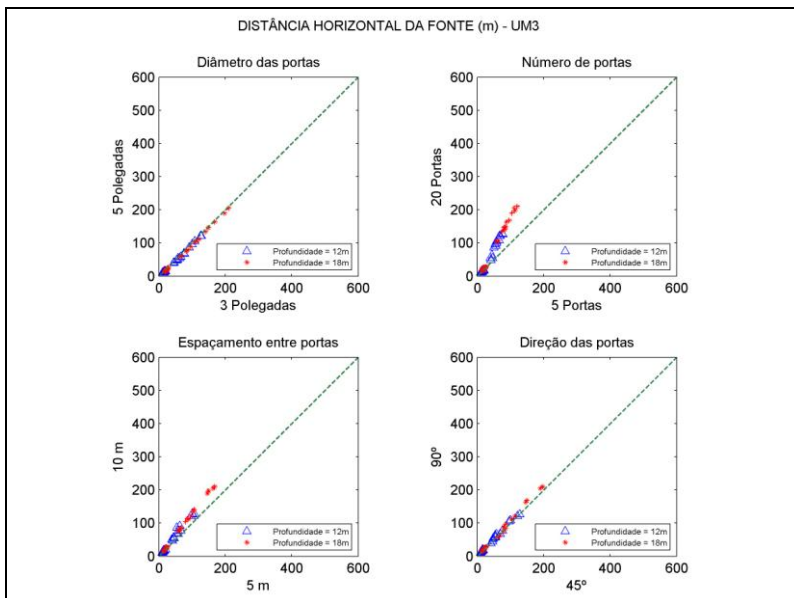 DISTÂNCIA HORIZONTAL DA FONTE (m) - UM3
Diâmetro das portas
600
500
400
300
200
100
0
0 200 400 600
5 Polegadas
3 Polegadas
Profundidade = 12m
Profundidade = 18m
Número de portas
600
500
400
300
200
100
0
0 200 400 600
20 Portas
5 Portas
Profundidade = 12m
Profundidade = 18m
Espaçamento entre portas
600
500
400
300
200
100
0
0 200 400 600
10 m
5 m
Profundidade = 12m
Profundidade = 18m
Direção das portas
600
500
400
300
200
100
0
0 200 400 600
90º
45º
Profundidade = 12m
Profundidade = 18m